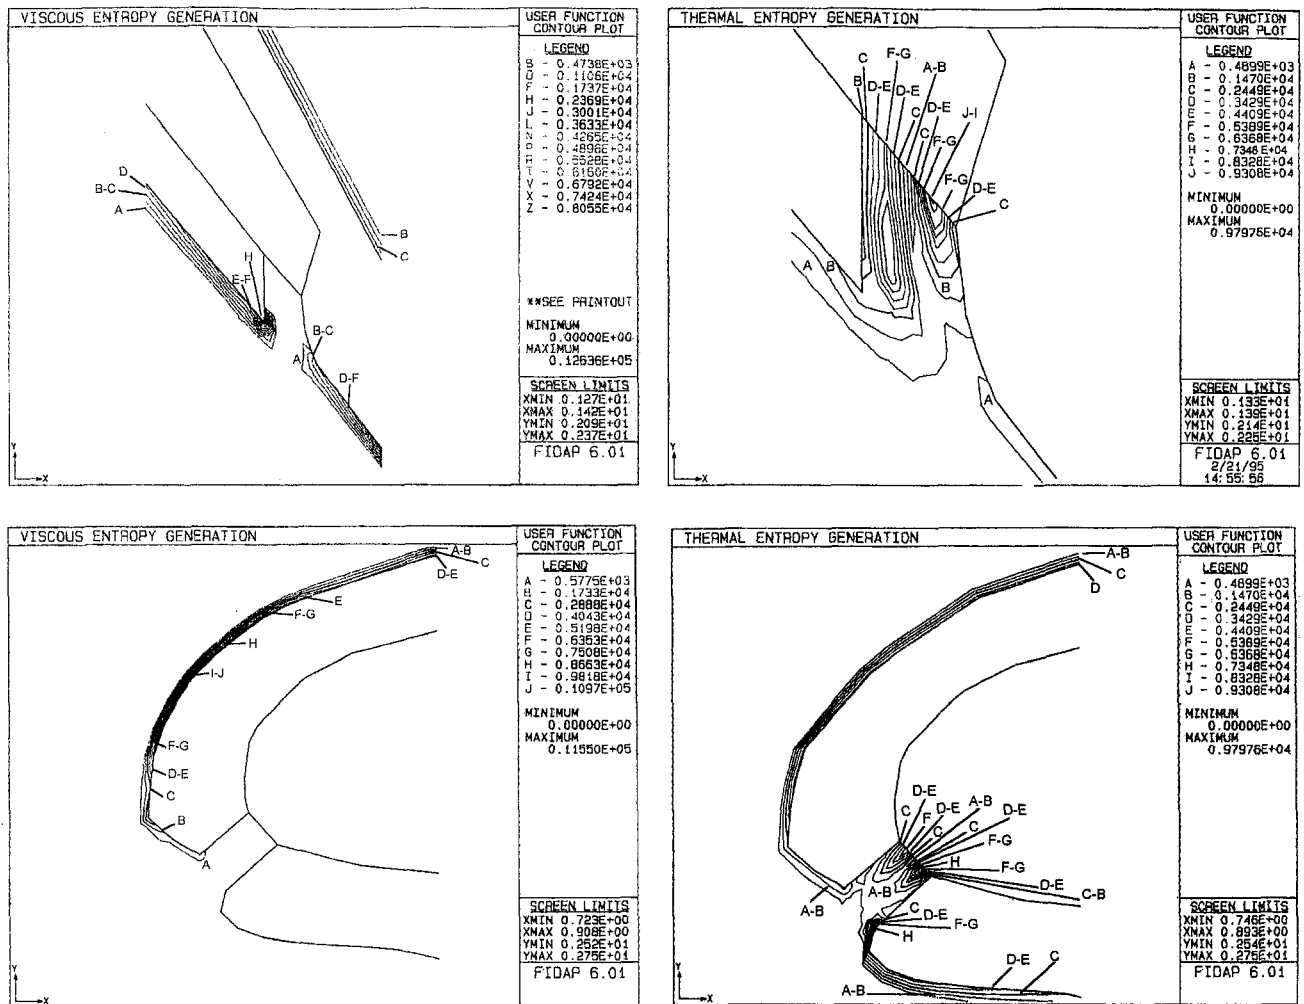 VISCOUS ENTROPY GENERATION
USER FUNCTION
CONTOUR PLOT
LEGEND
B - 0.4738E+03
D - 0.1106E+04
F - 0.1737E+04
H - 0.2369E+04
J - 0.3001E+04
L - 0.3633E+04
N - 0.4265E+04
P - 0.4896E+04
R - 0.5528E+04
T - 0.6160E+04
V - 0.6792E+04
X - 0.7424E+04
Z - 0.8055E+04
**SEE PRINTOUT
MINIMUM
0.00000E+00
MAXIMUM
0.12636E+05
SCREEN LIMITS
XMIN 0.127E+01
XMAX 0.142E+01
YMIN 0.209E+01
YMAX 0.237E+01
FIDAP 6.01
D
B-C
A
H
E-F
B
C
B-C
A
D-F
Y
X
THERMAL ENTROPY GENERATION
USER FUNCTION
CONTOUR PLOT
LEGEND
A - 0.4899E+03
B - 0.1470E+04
C - 0.2449E+04
D - 0.3429E+04
E - 0.4409E+04
F - 0.5389E+04
G - 0.6368E+04
H - 0.7348E+04
I - 0.8328E+04
J - 0.9308E+04
MINIMUM
0.00000E+00
MAXIMUM
0.97976E+04
SCREEN LIMITS
XMIN 0.133E+01
XMAX 0.139E+01
YMIN 0.214E+01
YMAX 0.225E+01
FIDAP 6.01
2/21/95
14:55:56
F-G
C
A-B
B
D-E
D-E
D-E
J-I
C
C
F-G
F-G
D-E
C
A
B
B
A
Y
X
VISCOUS ENTROPY GENERATION
USER FUNCTION
CONTOUR PLOT
LEGEND
A - 0.5775E+03
B - 0.1733E+04
C - 0.2888E+04
D - 0.4043E+04
E - 0.5198E+04
F - 0.6353E+04
G - 0.7508E+04
H - 0.8663E+04
I - 0.9818E+04
J - 0.1097E+05
MINIMUM
0.00000E+00
MAXIMUM
0.11550E+05
SCREEN LIMITS
XMIN 0.723E+00
XMAX 0.908E+00
YMIN 0.252E+01
YMAX 0.275E+01
FIDAP 6.01
A-B
C
D-E
E
F-G
H
I-J
F-G
D-E
C
B
A
Y
X
THERMAL ENTROPY GENERATION
USER FUNCTION
CONTOUR PLOT
LEGEND
A - 0.4899E+03
B - 0.1470E+04
C - 0.2449E+04
D - 0.3429E+04
E - 0.4409E+04
F - 0.5389E+04
G - 0.6368E+04
H - 0.7348E+04
I - 0.8328E+04
J - 0.9308E+04
MINIMUM
0.00000E+00
MAXIMUM
0.97976E+04
SCREEN LIMITS
XMIN 0.746E+00
XMAX 0.893E+00
YMIN 0.254E+01
YMAX 0.275E+01
FIDAP 6.01
A-B
C
D
D-E
A-B
C
F
D-E
C
C
D-E
F-G
H
F-G
D-E
C-B
A-B
A-B
C
D-E
F-G
H
D-E
C
A-B
Y
X